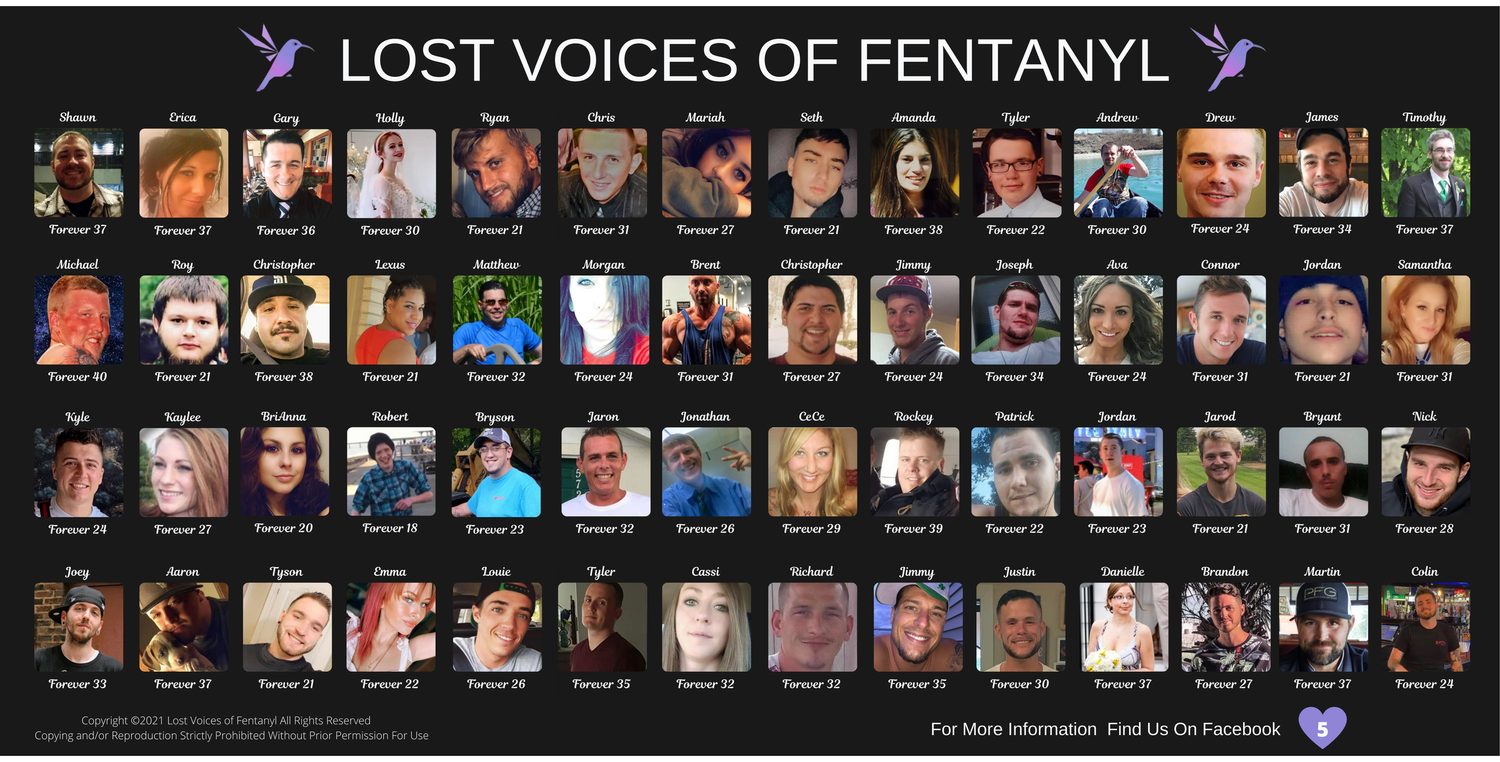 LOST VOICES OF FENTANYL
Shawn Erica Gary Holly Ryan Chris Mariah Seth Amanda Tyler Andrew Drew James Timothy
Forever 37 Forever 37 Forever 36 Forever 30 Forever 21 Forever 31 Forever 27 Forever 21 Forever 38 Forever 22 Forever 30 Forever 24 Forever 34 Forever 37
Michael Roy Christopher Lexus Matthew Morgan Brent Christopher Jimmy Joseph Ava Connor Jordan Samantha
Forever 40 Forever 21 Forever 38 Forever 21 Forever 32 Forever 24 Forever 31 Forever 27 Forever 24 Forever 34 Forever 24 Forever 31 Forever 21 Forever 31
Kyle Kaylee BriAnna Robert Bryson Jaron Jonathan CeCe Rockey Patrick Jordan Jarod Bryant Nick
Forever 24 Forever 27 Forever 20 Forever 18 Forever 23 Forever 32 Forever 26 Forever 29 Forever 39 Forever 22 Forever 23 Forever 21 Forever 31 Forever 28
Joey Aaron Tyson Emma Louie Tyler Cassi Richard Jimmy Justin Danielle Brandon Martin Colin
PFG
Forever 33 Forever 37 Forever 21 Forever 22 Forever 26 Forever 35 Forever 32 Forever 32 Forever 35 Forever 30 Forever 37 Forever 27 Forever 37 Forever 24
Copyright ©2021 Lost Voices of Fentanyl All Rights Reserved
Copying and/or Reproduction Strictly Prohibited Without Prior Permission For Use
For More Information Find Us On Facebook 5